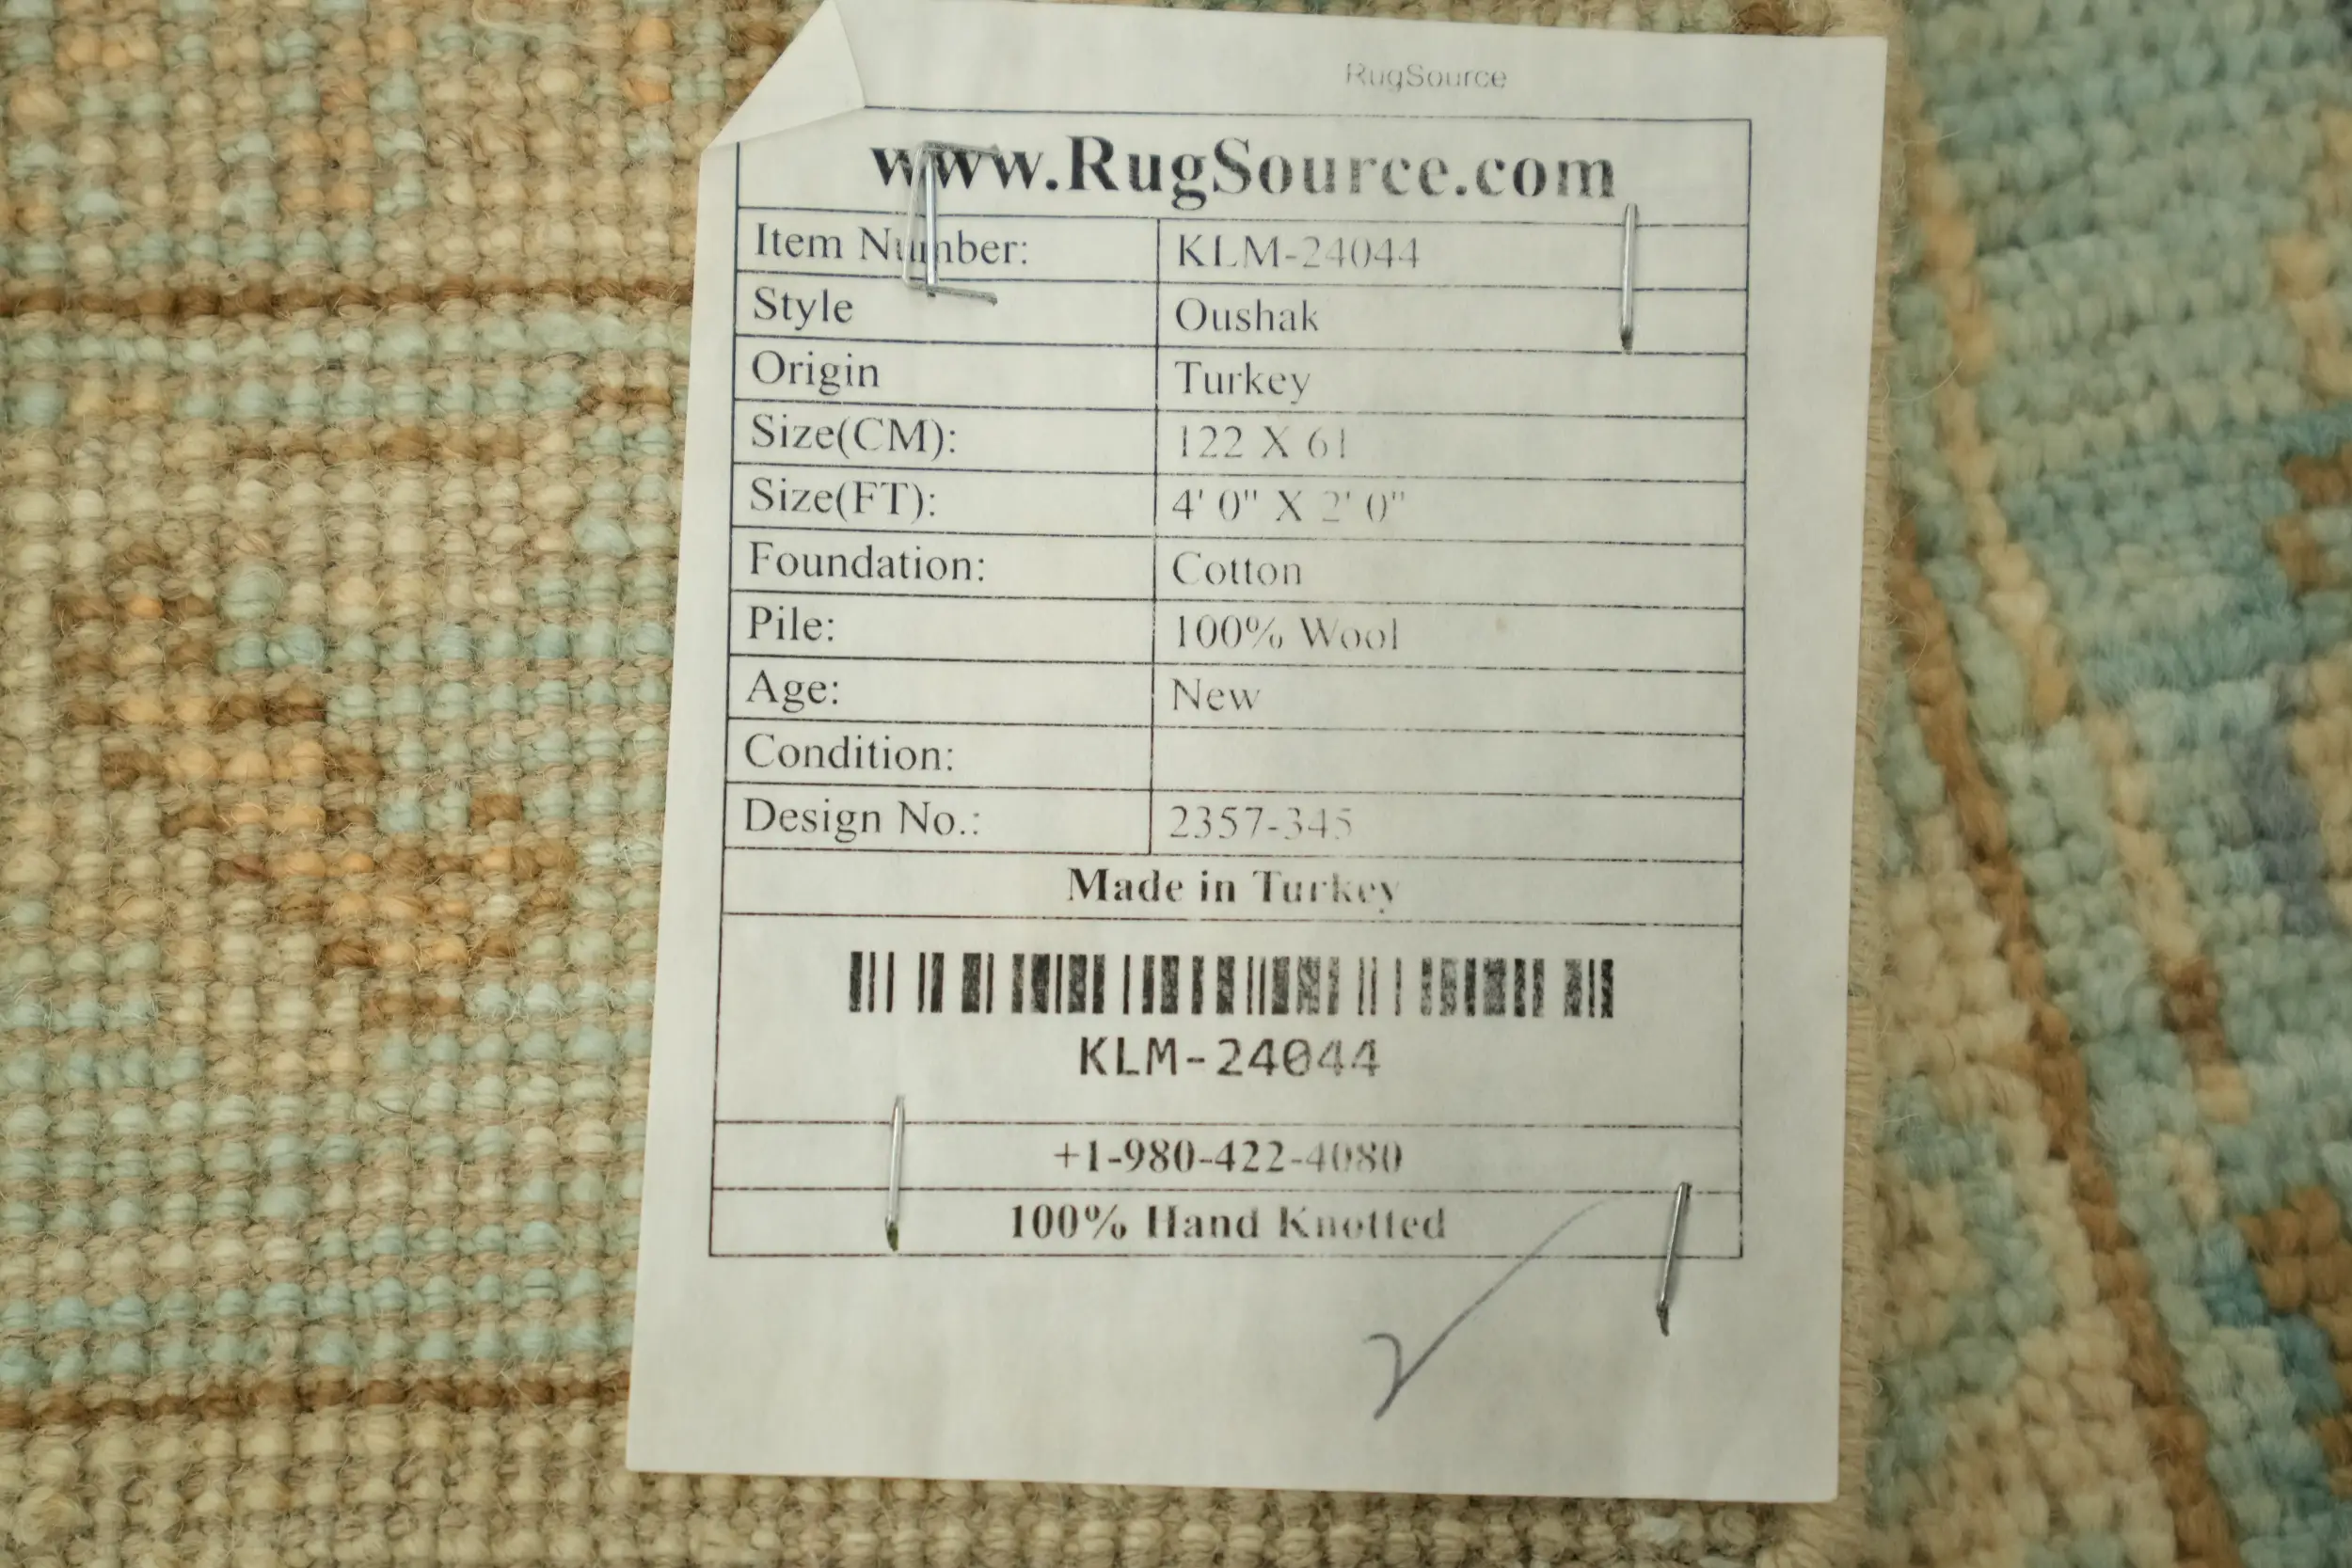 RugSource
www.RugSource.com
Item Number: KLM-24044
Style Oushak
Origin Turkey
Size(CM): 122 X 61
Size(FT): 4' 0" X 2' 0"
Foundation: Cotton
Pile: 100% Wool
Age: New
Condition:
Design No.: 2357-345
Made in Turkey
KLM-24044
+1-980-422-4080
100% Hand Knotted